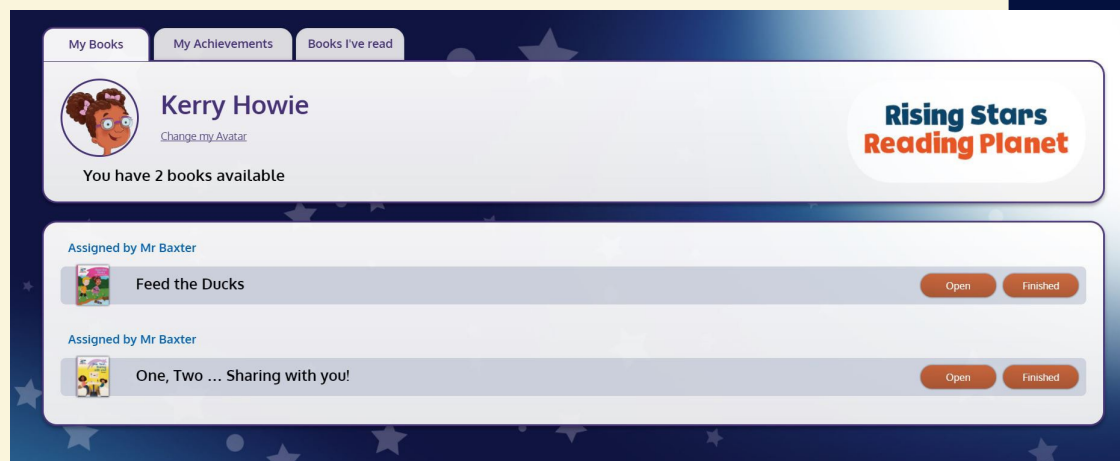 My Books
My Achievements
Books I've read
Kerry Howie
Change my Avatar
You have 2 books available
Rising Stars
Reading Planet
Assigned by Mr Baxter
Feed the Ducks
Open
Finished
Assigned by Mr Baxter
One, Two ... Sharing with you!
Open
Finished